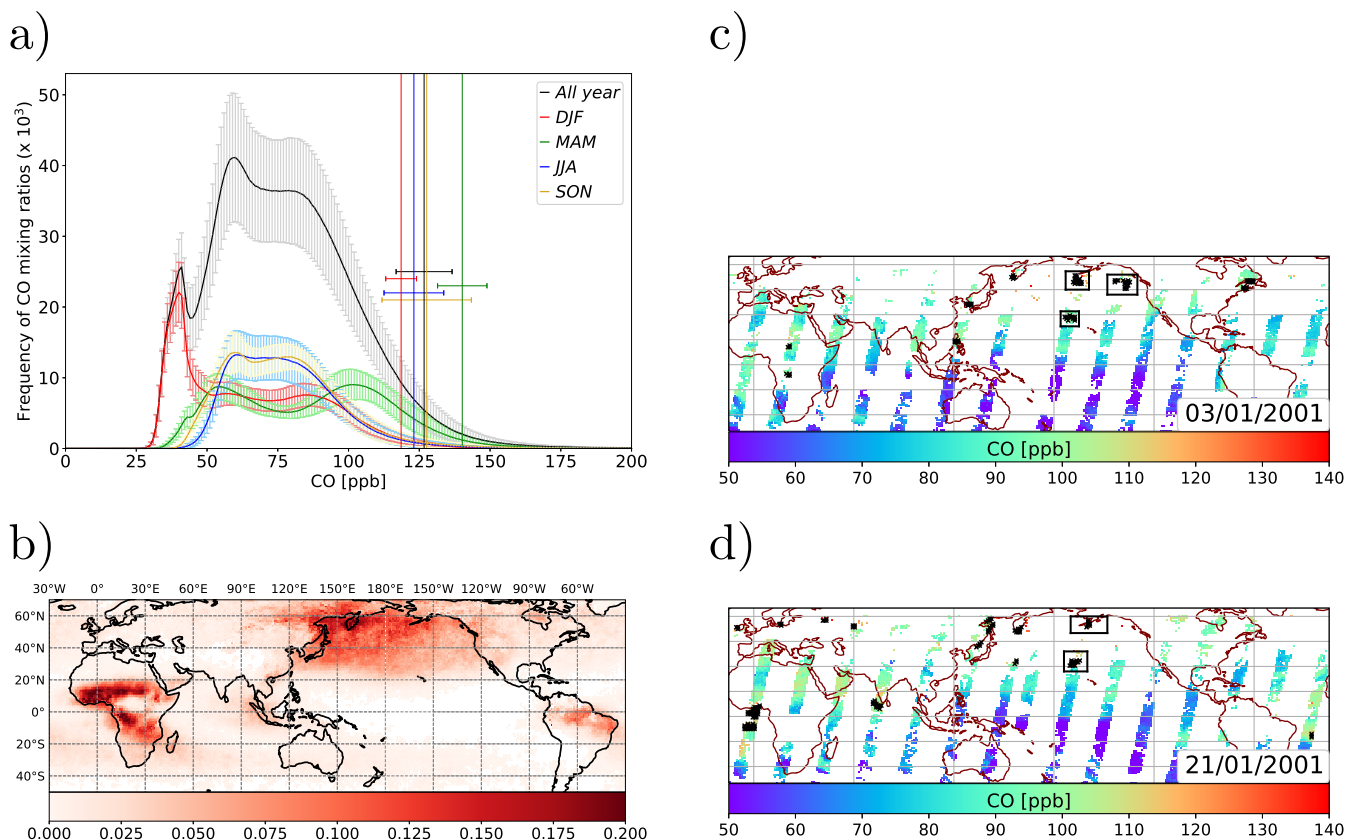 a)
Frequency of CO mixing ratios (x 10³)
50
40
30
20
10
0
All year
DJF
MAM
JJA
SON
0 25 50 75 100 125 150 175 200
CO [ppb]
b)
30°W 0° 30°E 60°E 90°E 120°E 150°E 180°E 150°W 120°W 90°W 60°W
60°N
40°N
20°N
0°
20°S
40°S
0.000 0.025 0.050 0.075 0.100 0.125 0.150 0.175 0.200
c)
03/01/2001
CO [ppb]
50 60 70 80 90 100 110 120 130 140
d)
21/01/2001
CO [ppb]
50 60 70 80 90 100 110 120 130 140